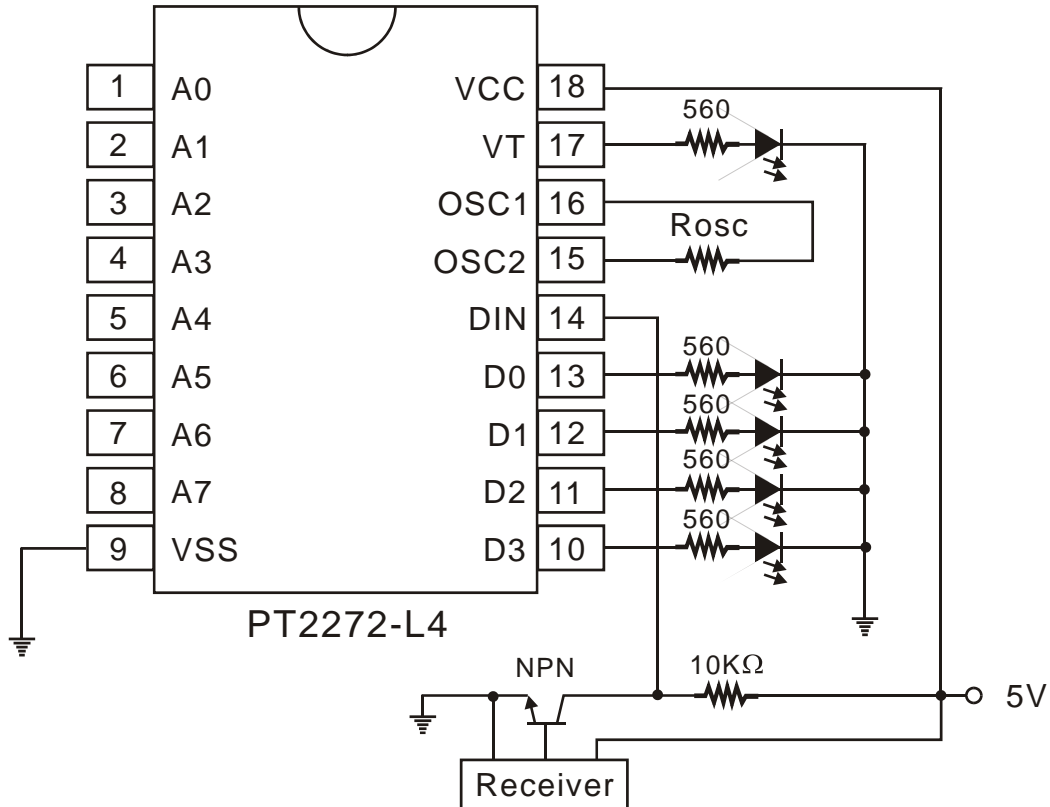 1 A0 VCC 18
2 A1 VT 17
3 A2 OSC1 16
4 A3 OSC2 15
5 A4 DIN 14
6 A5 D0 13
7 A6 D1 12
8 A7 D2 11
9 VSS D3 10
560
Rosc
560
560
560
560
PT2272-L4
NPN
10KΩ
5V
Receiver